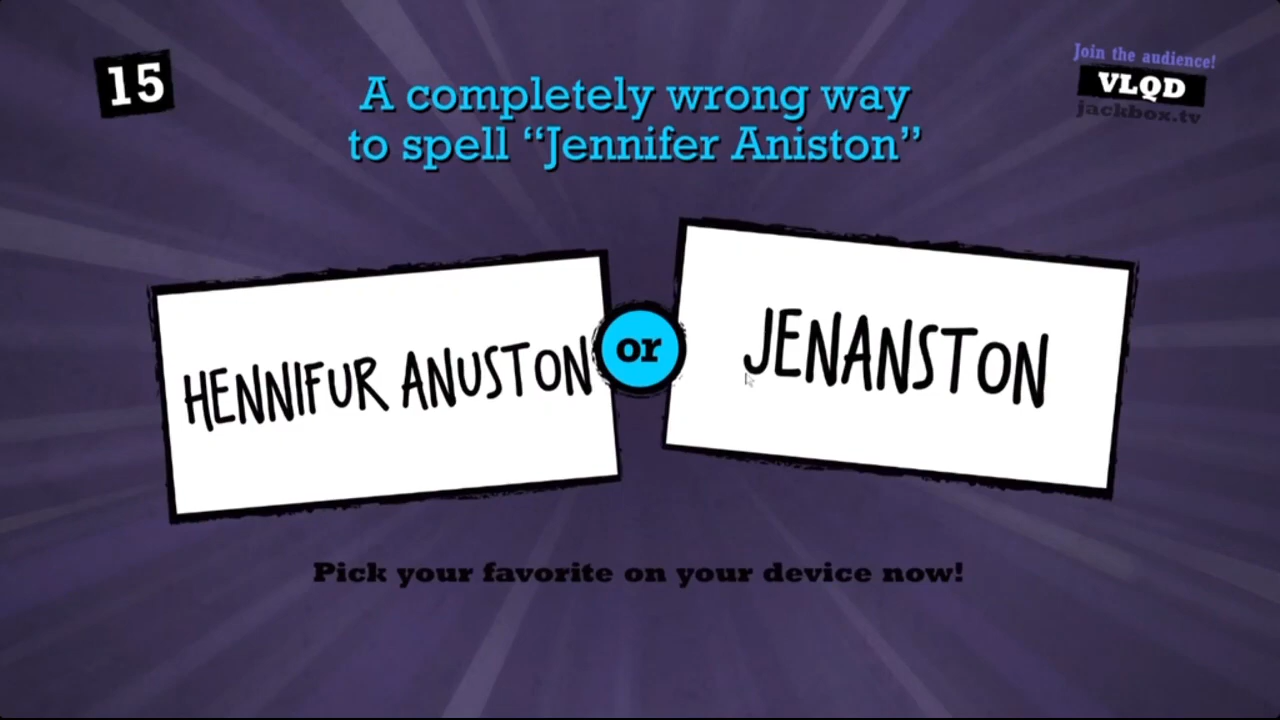 15
Join the audience!
VLQD
jackbox.tv
A completely wrong way
to spell “Jennifer Aniston”
HENNIFUR ANUSTON
or
JENANSTON
Pick your favorite on your device now!